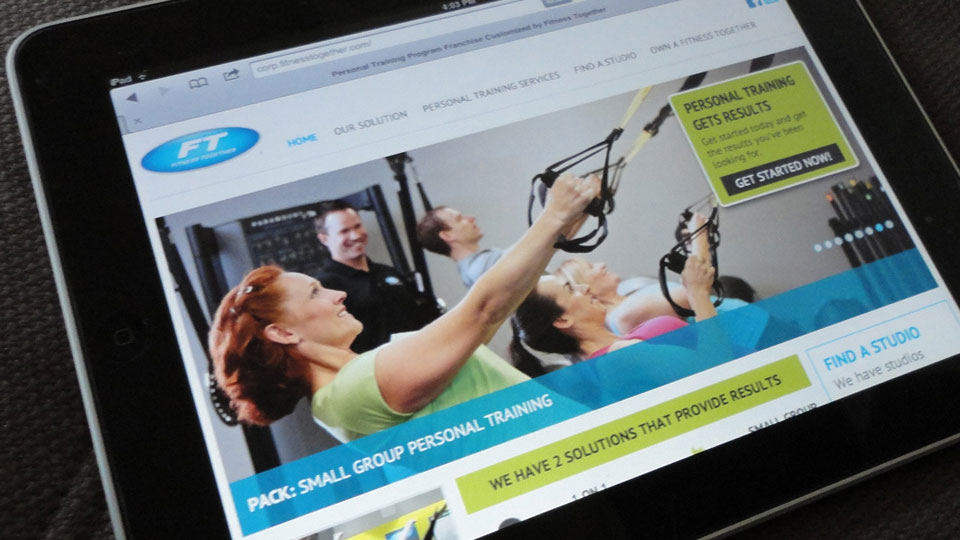 4:03 PM
iPad
Personal Training Program Franchise Customized by Fitness Together
corp.fitnesstogether.com/
FT
FITNESS TOGETHER
HOME
OUR SOLUTION
PERSONAL TRAINING SERVICES
FIND A STUDIO
OWN A FITNESS TOGETHER
PERSONAL TRAINING
GETS RESULTS
Get started today and get
the results you've been
looking for.
GET STARTED NOW!
PARAMOUNT
PACK: SMALL GROUP PERSONAL TRAINING
WE HAVE 2 SOLUTIONS THAT PROVIDE RESULTS
FIND A STUDIO
We have studios
1 ON 1
SMALL GROUP